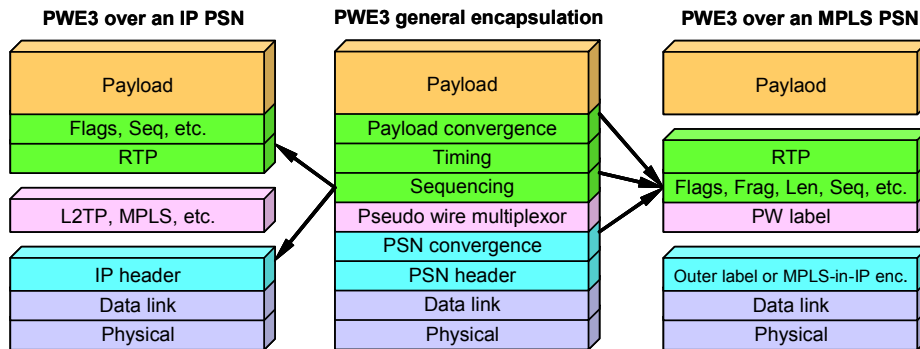 PWE3 over an IP PSN
Payload
Flags, Seq, etc.
RTP
L2TP, MPLS, etc.
IP header
Data link
Physical
PWE3 general encapsulation
Payload
Payload convergence
Timing
Sequencing
Pseudo wire multiplexor
PSN convergence
PSN header
Data link
Physical
PWE3 over an MPLS PSN
Paylaod
RTP
Flags, Frag, Len, Seq, etc.
PW label
Outer label or MPLS-in-IP enc.
Data link
Physical